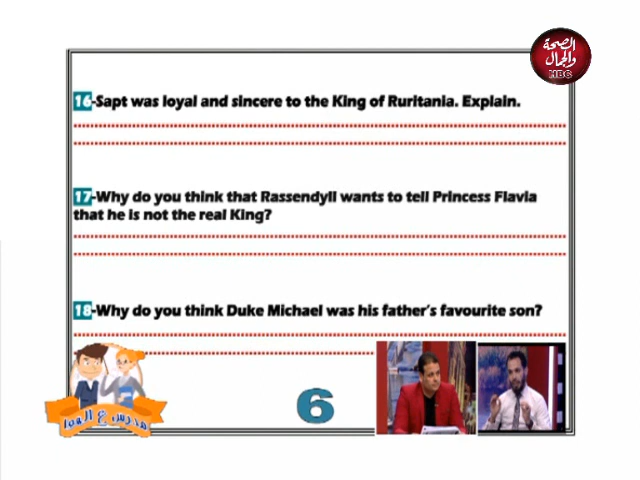 الصحة
والجمال
HBC
16-Sapt was loyal and sincere to the King of Ruritania. Explain.
17-Why do you think that Rassendyll wants to tell Princess Flavia
that he is not the real King?
18-Why do you think Duke Michael was his father's favourite son?
6
مدرس ع الهوا